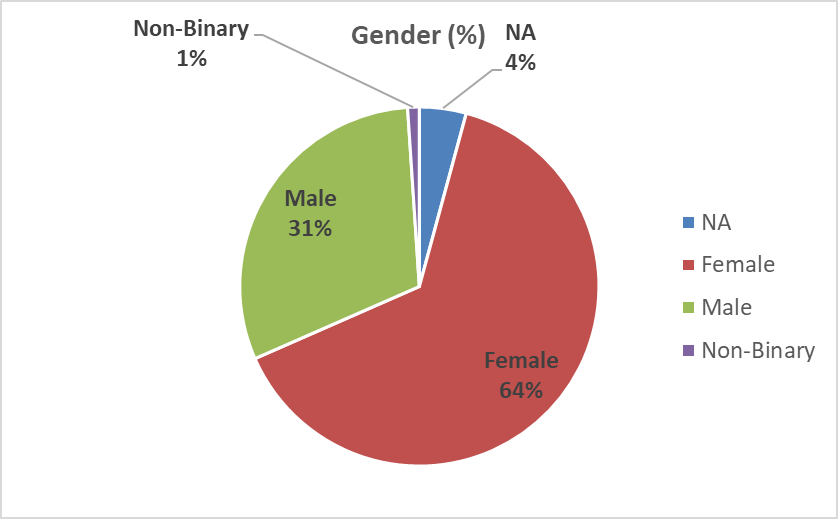 Gender (%)
Non-Binary
1%
NA
4%
Male
31%
Female
64%
NA
Female
Male
Non-Binary